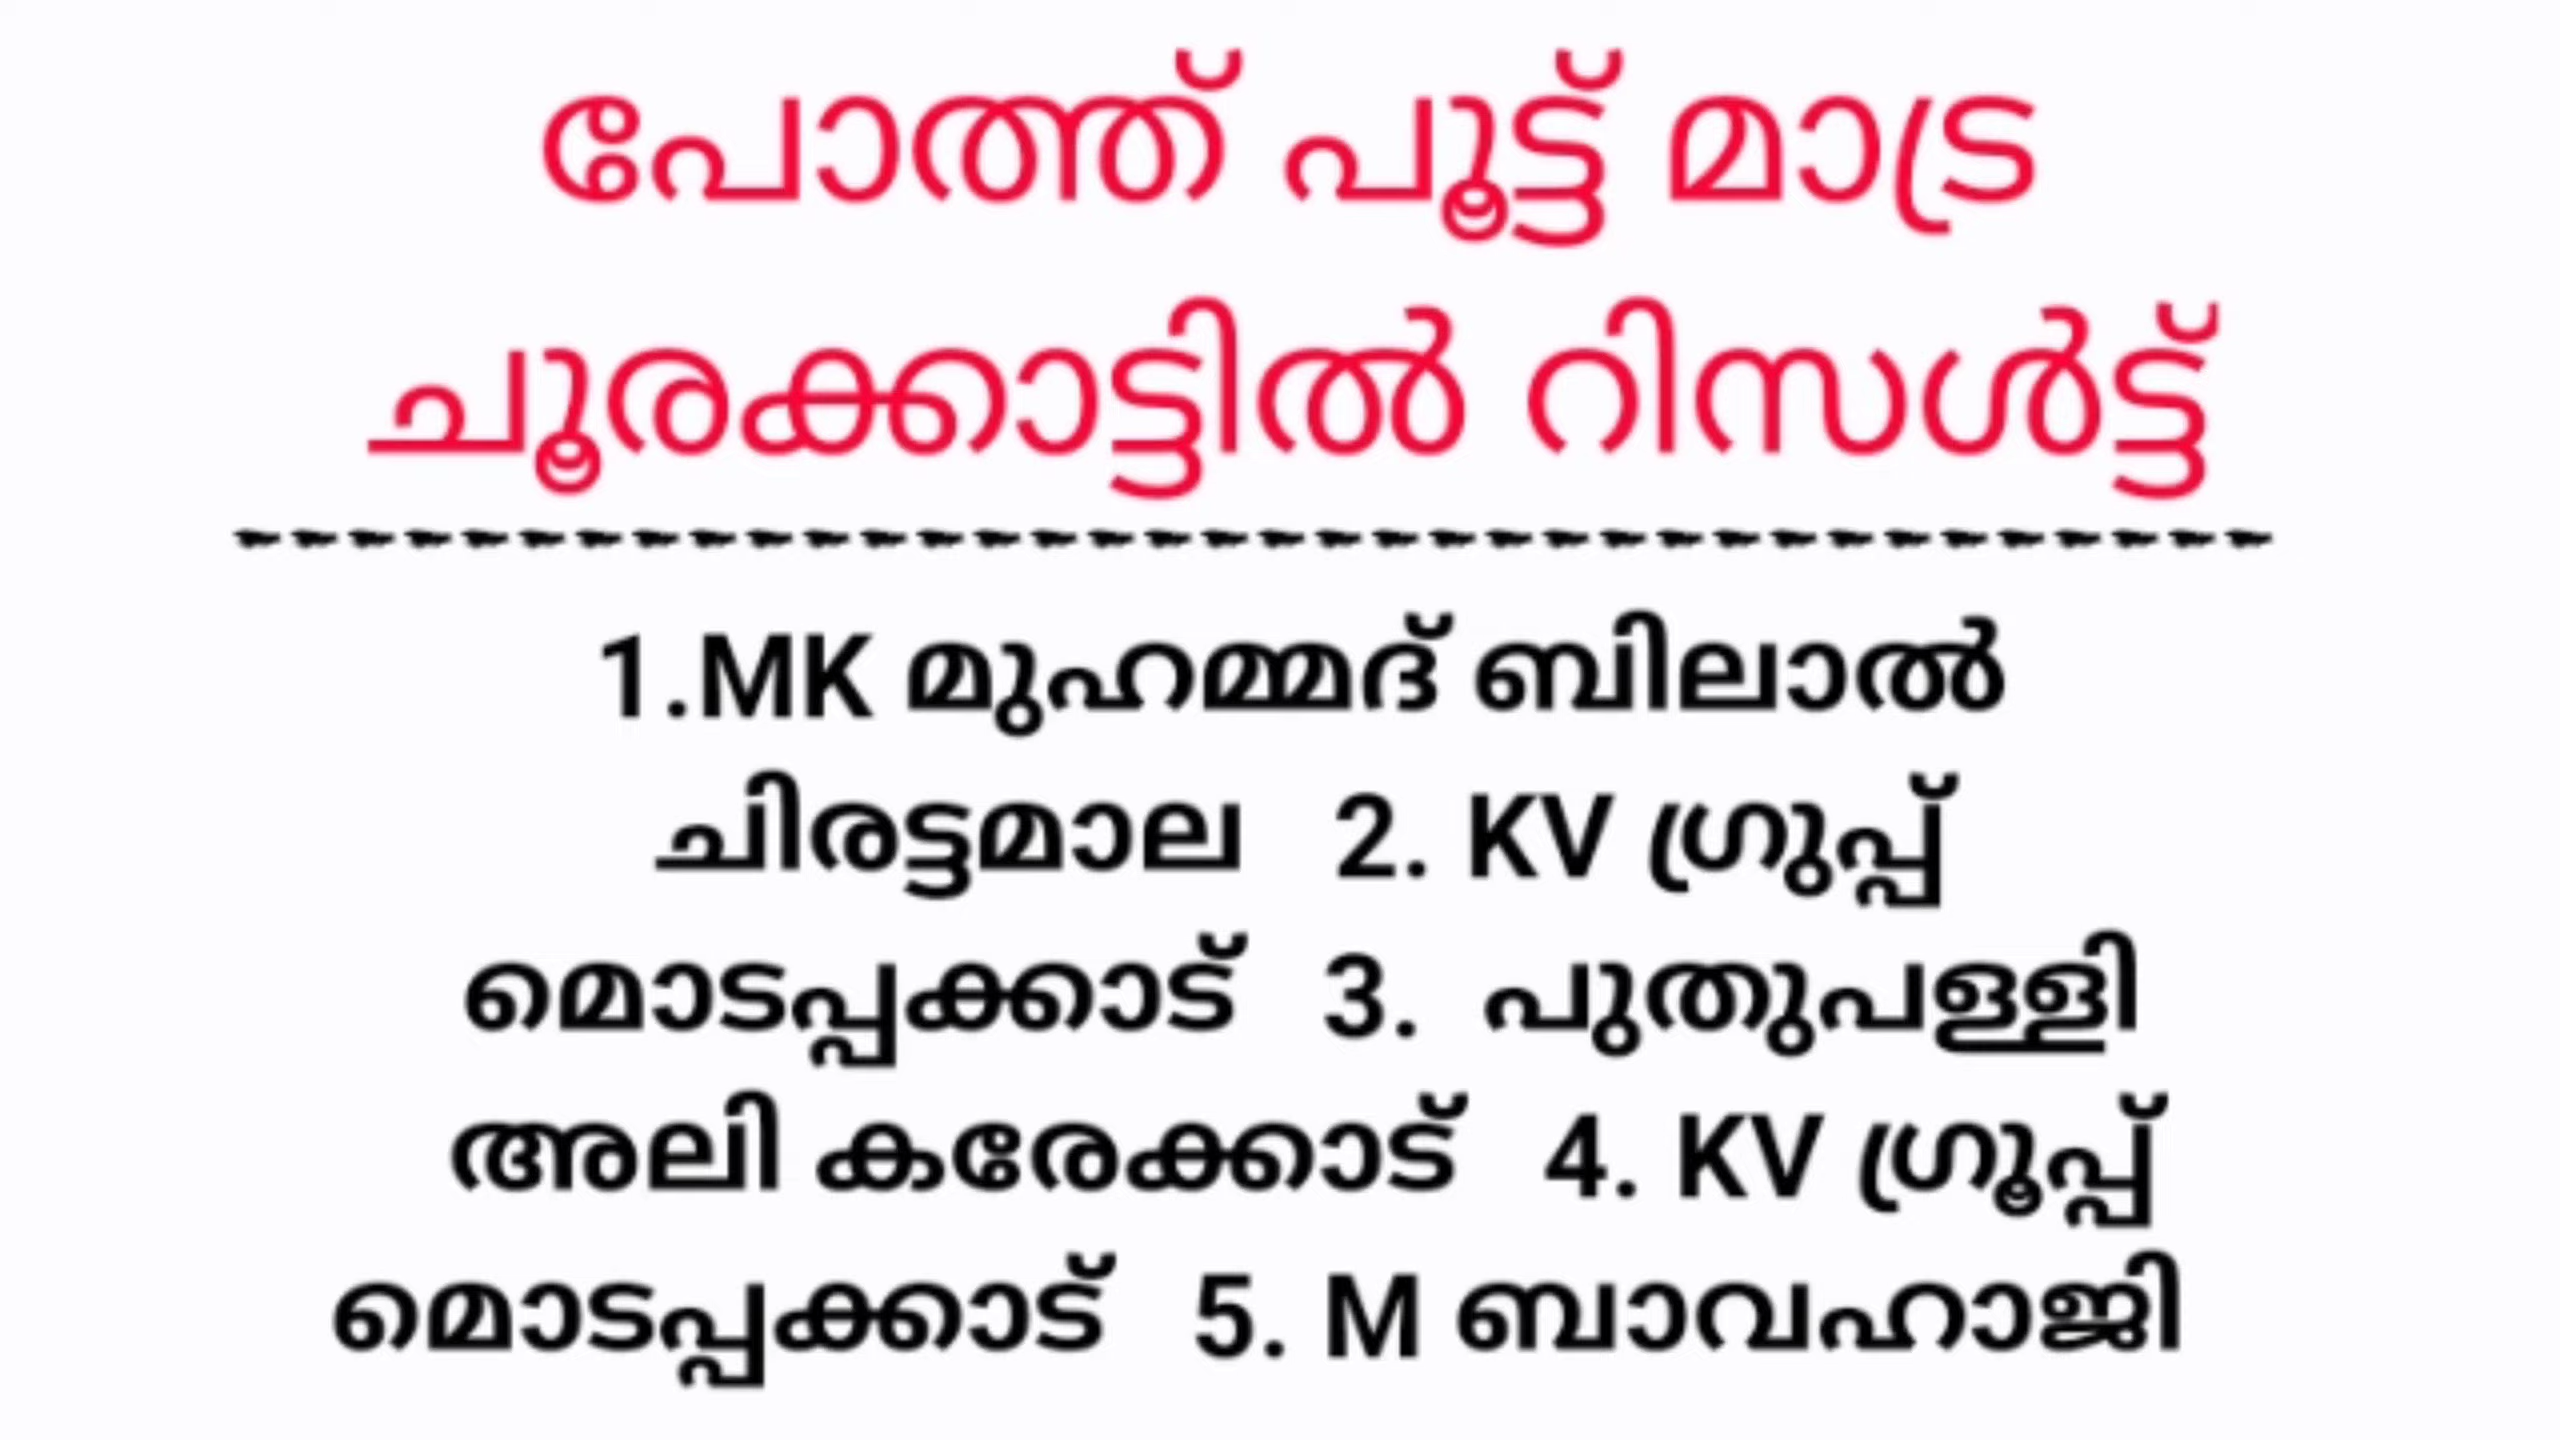 പോത്ത് പൂട്ട് മാട്ര
ചൂരക്കാട്ടിൽ റിസൾട്ട്
------------------------------------
1.MK മുഹമ്മദ് ബിലാൽ
ചിരട്ടമാല 2. KV ഗ്രുപ്പ്
മൊടപ്പക്കാട് 3. പുതുപള്ളി
അലി കരേക്കാട് 4. KV ഗ്രൂപ്പ്
മൊടപ്പക്കാട് 5. M ബാവഹാജി